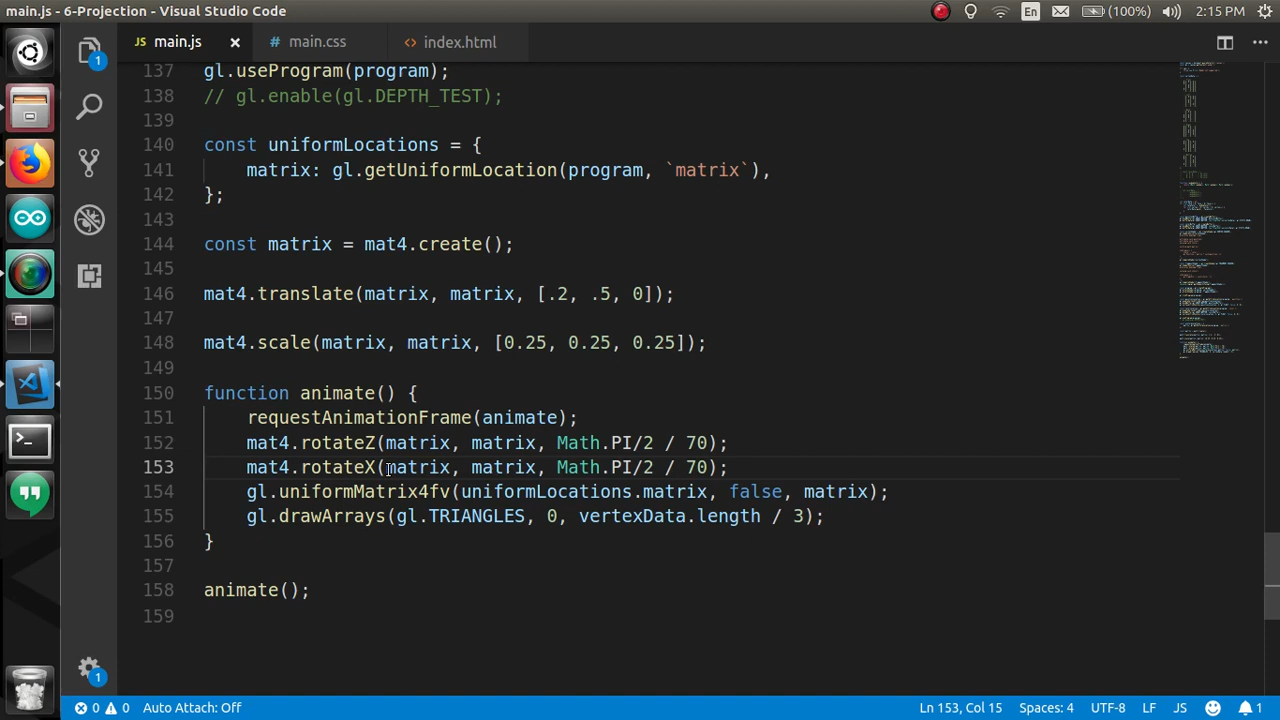 main.js - 6-Projection - Visual Studio Code
En
(100%)
2:15 PM
JS main.js ×
# main.css
<> index.html
137 gl.useProgram(program);
138 // gl.enable(gl.DEPTH_TEST);
139
140 const uniformLocations = {
141 matrix: gl.getUniformLocation(program, `matrix`),
142 };
143
144 const matrix = mat4.create();
145
146 mat4.translate(matrix, matrix, [.2, .5, 0]);
147
148 mat4.scale(matrix, matrix, [0.25, 0.25, 0.25]);
149
150 function animate() {
151 requestAnimationFrame(animate);
152 mat4.rotateZ(matrix, matrix, Math.PI/2 / 70);
153 mat4.rotateX(matrix, matrix, Math.PI/2 / 70);
154 gl.uniformMatrix4fv(uniformLocations.matrix, false, matrix);
155 gl.drawArrays(gl.TRIANGLES, 0, vertexData.length / 3);
156 }
157
158 animate();
159
1
1
0 0 Auto Attach: Off
Ln 153, Col 15 Spaces: 4 UTF-8 LF JS 1